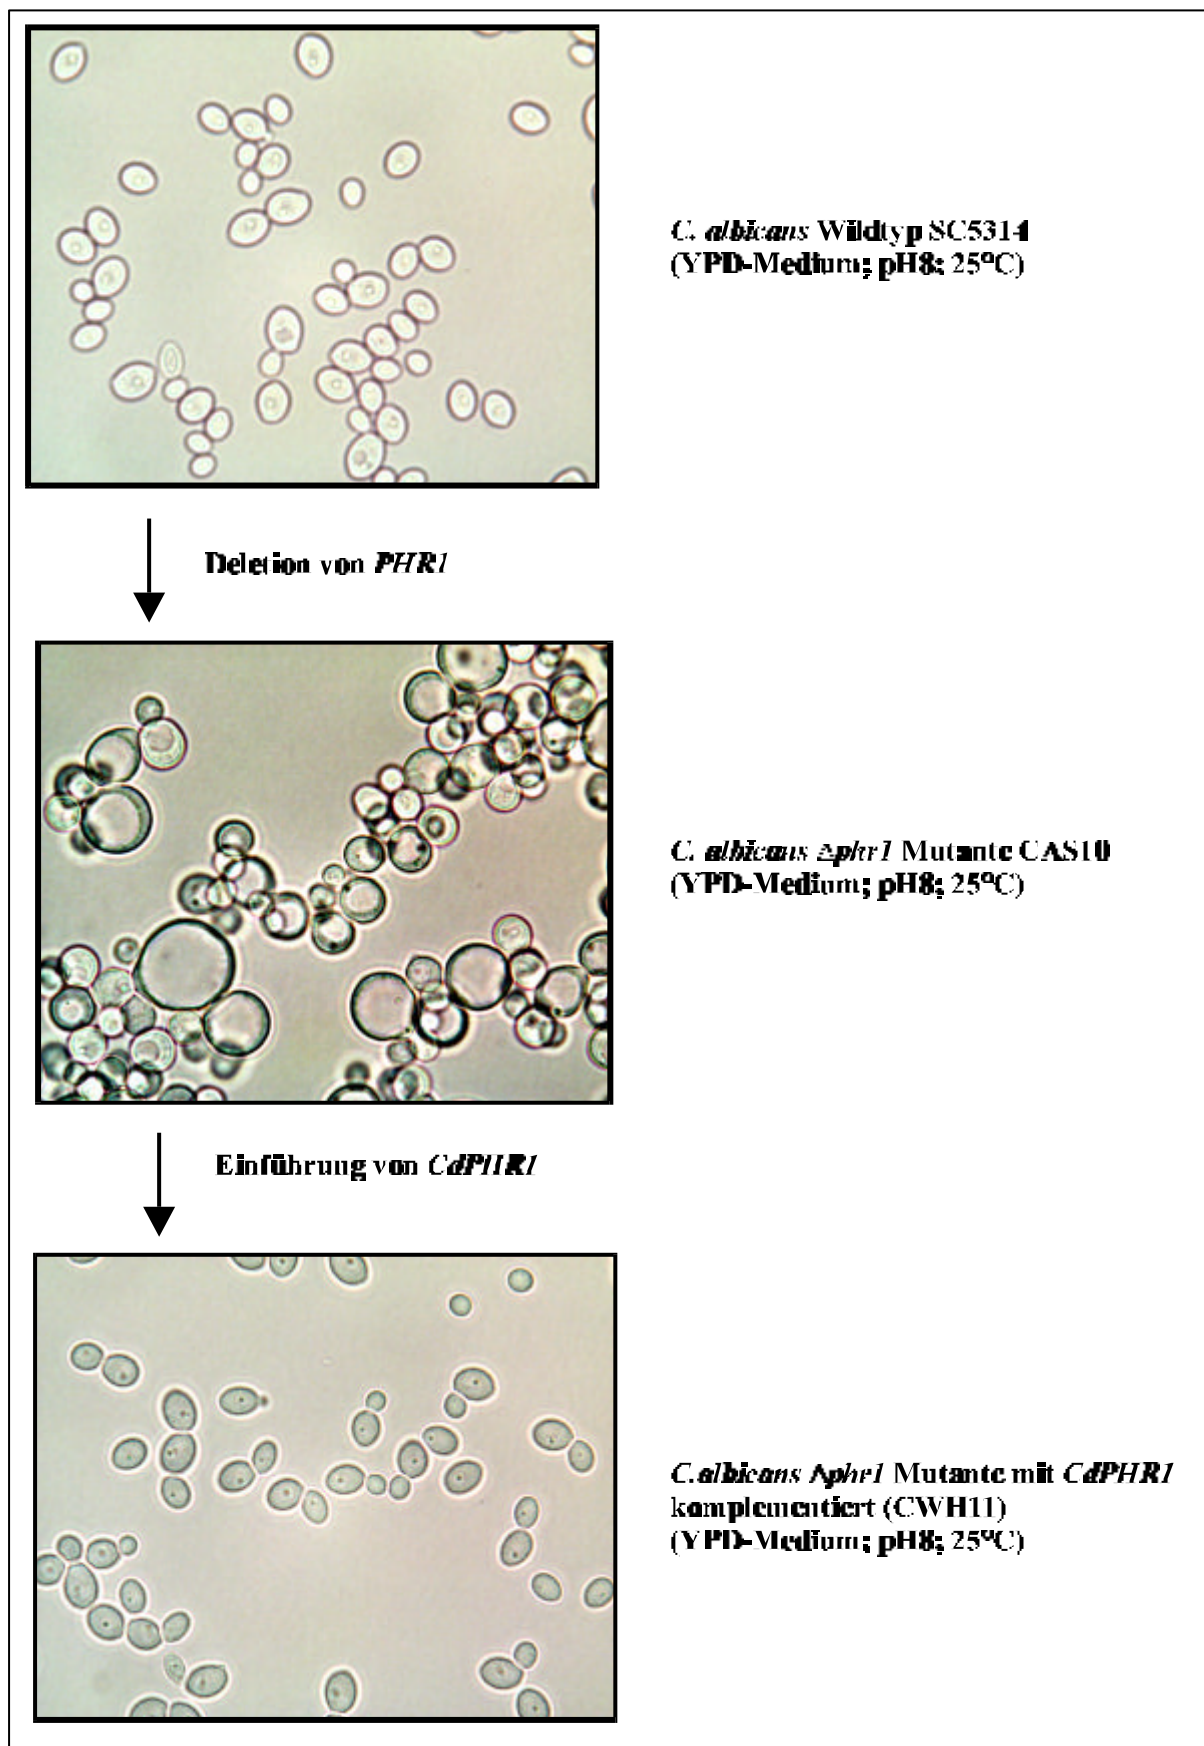 C. albicans Wildtyp SC5314
(YPD-Medium; pH8; 25°C)
Deletion von PHR1
C. albicans Δphr1 Mutante CAS10
(YPD-Medium; pH8; 25°C)
Einführung von CdPHR1
C.albicans Δphr1 Mutante mit CdPHR1
komplementiert (CWH11)
(YPD-Medium; pH8; 25°C)